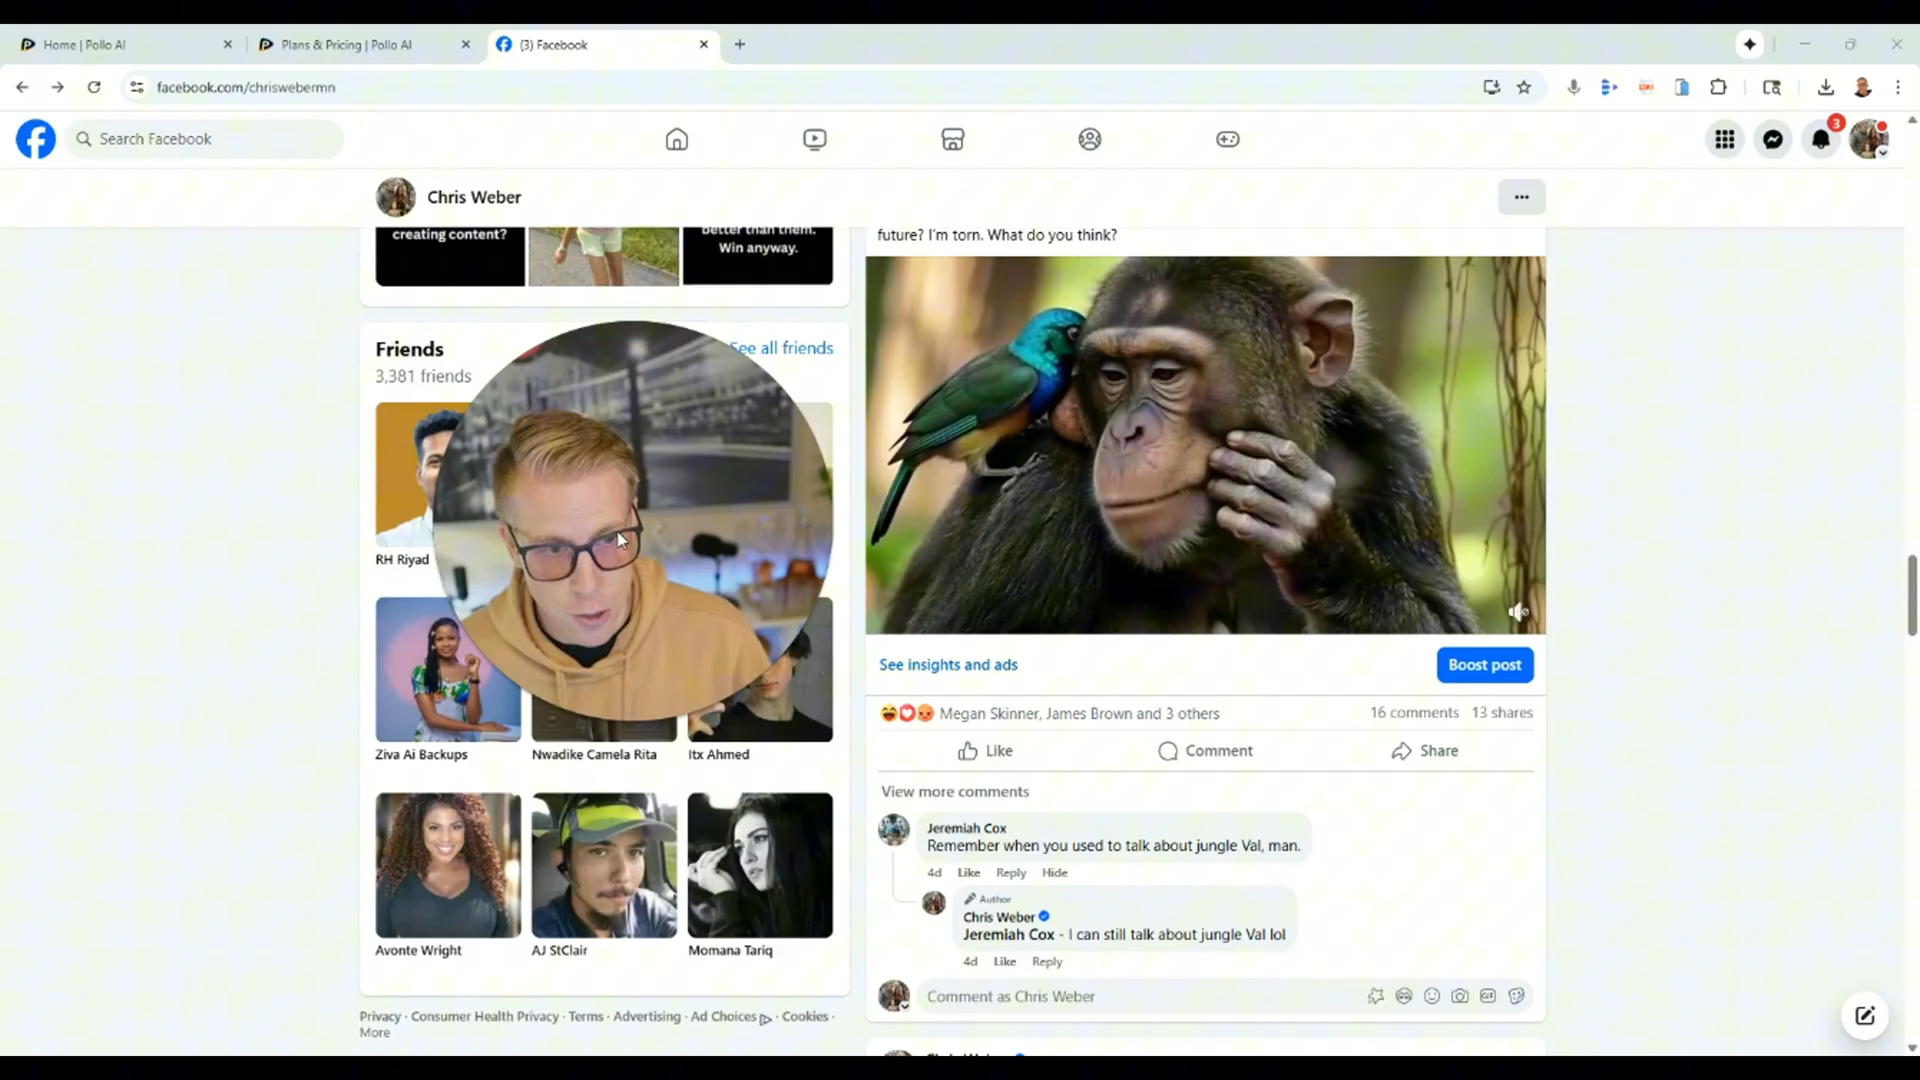 Home | Pollo AI
Plans & Pricing | Pollo AI
(3) Facebook
facebook.com/chriswebermn
Search Facebook
3
Chris Weber
creating content?
better than them.
Win anyway.
future? I'm torn. What do you think?
Friends
See all friends
3,381 friends
RH Riyad
Ziva Ai Backups
Nwadike Camela Rita
Itx Ahmed
Avonte Wright
AJ StClair
Momana Tariq
Privacy · Consumer Health Privacy · Terms · Advertising · Ad Choices · Cookies ·
More
See insights and ads
Boost post
Megan Skinner, James Brown and 3 others
16 comments 13 shares
Like
Comment
Share
View more comments
Jeremiah Cox
Remember when you used to talk about jungle Val, man.
4d Like Reply Hide
Author
Chris Weber
Jeremiah Cox - I can still talk about jungle Val lol
4d Like Reply
Comment as Chris Weber
GIF